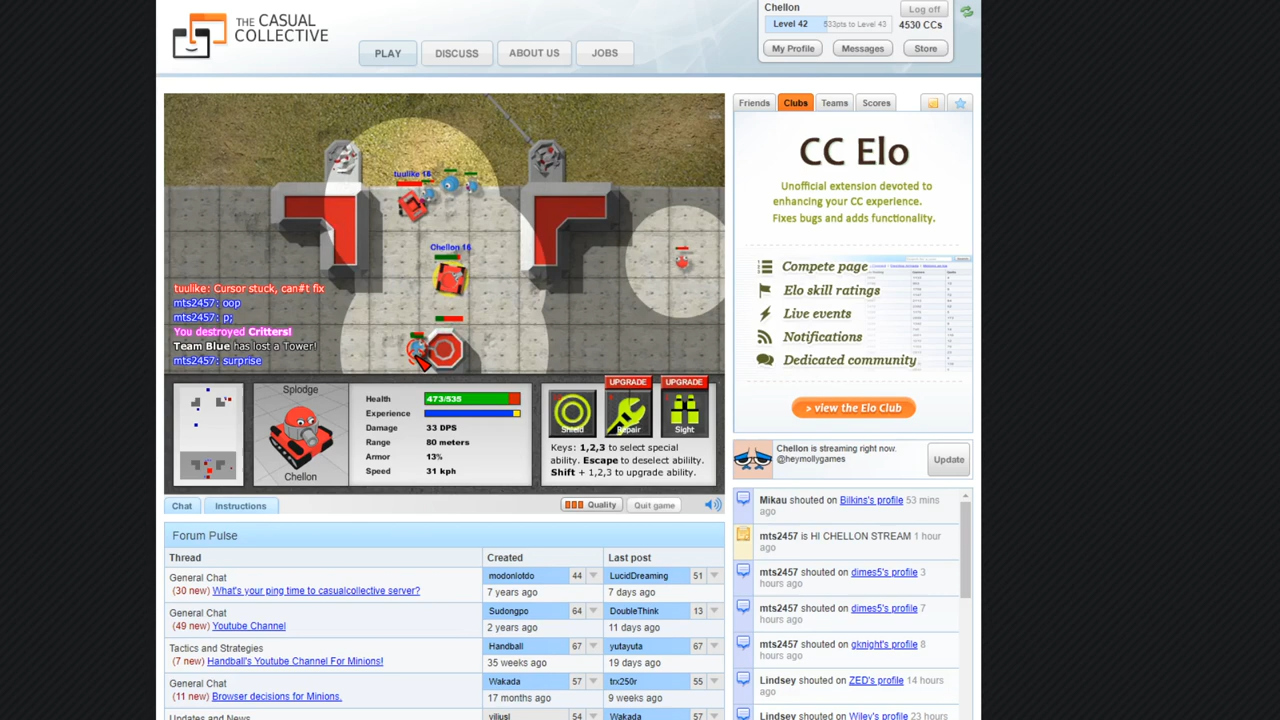 THE CASUAL
COLLECTIVE
PLAY
DISCUSS
ABOUT US
JOBS
Chellon
Log off
Level 42
533pts to Level 43
4530 CCs
My Profile
Messages
Store
tuulike 18
Chellon 16
tuulike: Cursor stuck, can#t fix
mts2457: oop
mts2457: p;
You destroyed Critters!
Team Blue has lost a Tower!
mts2457: surprise
Splodge
Chellon
Health 473/535
Experience
Damage 33 DPS
Range 80 meters
Armor 13%
Speed 31 kph
UPGRADE
UPGRADE
Shield
Repair
Sight
Keys: 1,2,3 to select special
ability. Escape to deselect ability.
Shift + 1,2,3 to upgrade ability.
Chat
Instructions
Quality
Quit game
Forum Pulse
Thread Created Last post
General Chat
(30 new) What's your ping time to casualcollective server?
modonlotdo 44
7 years ago
LucidDreaming 51
7 days ago
General Chat
(49 new) Youtube Channel
Sudongpo 64
2 years ago
DoubleThink 13
11 days ago
Tactics and Strategies
(7 new) Handball's Youtube Channel For Minions!
Handball 67
35 weeks ago
yutayuta 67
19 days ago
General Chat
(11 new) Browser decisions for Minions.
Wakada 57
17 months ago
trx250r 55
9 weeks ago
Updates and News
54
Wakada 57
Friends
Clubs
Teams
Scores
CC Elo
Unofficial extension devoted to
enhancing your CC experience.
Fixes bugs and adds functionality.
Compete page
Elo skill ratings
Live events
Notifications
Dedicated community
> view the Elo Club
Chellon is streaming right now.
@heymollygames
Update
Mikau shouted on Bilkins's profile 53 mins
ago
mts2457 is HI CHELLON STREAM 1 hour
ago
mts2457 shouted on dimes5's profile 3
hours ago
mts2457 shouted on dimes5's profile 7
hours ago
mts2457 shouted on gknight's profile 8
hours ago
Lindsey shouted on ZED's profile 14 hours
ago
Lindsey shouted on Wiley's profile 23 hours